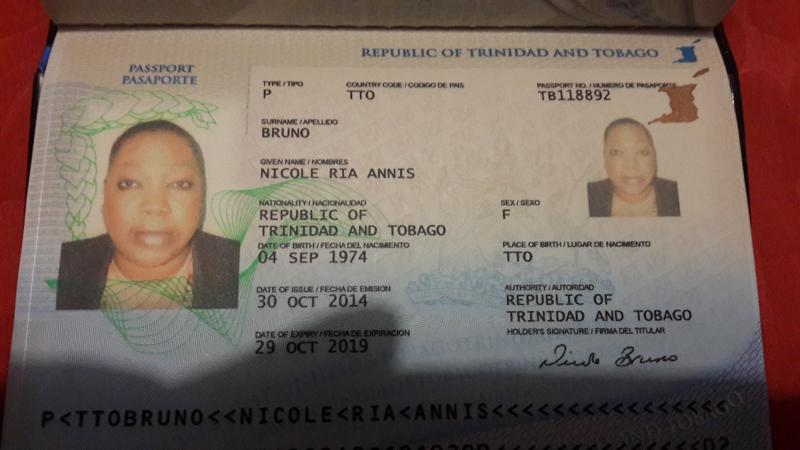 REPUBLIC OF TRINIDAD AND TOBAGO
PASSPORT
PASAPORTE
TYPE / TIPO
P
COUNTRY CODE / CODIGO DE PAIS
TTO
PASSPORT NO. / NUMERO DE PASAPORTE
TB118892
SURNAME / APELLIDO
BRUNO
GIVEN NAME / NOMBRES
NICOLE RIA ANNIS
NATIONALITY / NACIONALIDAD
REPUBLIC OF
TRINIDAD AND TOBAGO
SEX / SEXO
F
DATE OF BIRTH / FECHA DEL NACIMIENTO
04 SEP 1974
PLACE OF BIRTH / LUGAR DE NACIMIENTO
TTO
DATE OF ISSUE / FECHA DE EMISION
30 OCT 2014
AUTHORITY / AUTORIDAD
REPUBLIC OF
TRINIDAD AND TOBAGO
DATE OF EXPIRY / FECHA DE EXPIRACION
29 OCT 2019
HOLDER'S SIGNATURE / FIRMA DEL TITULAR
Nicole Bruno
P<TTOBRUNO<<NICOLE<RIA<ANNIS<<<<<<<<<<<<<<<<